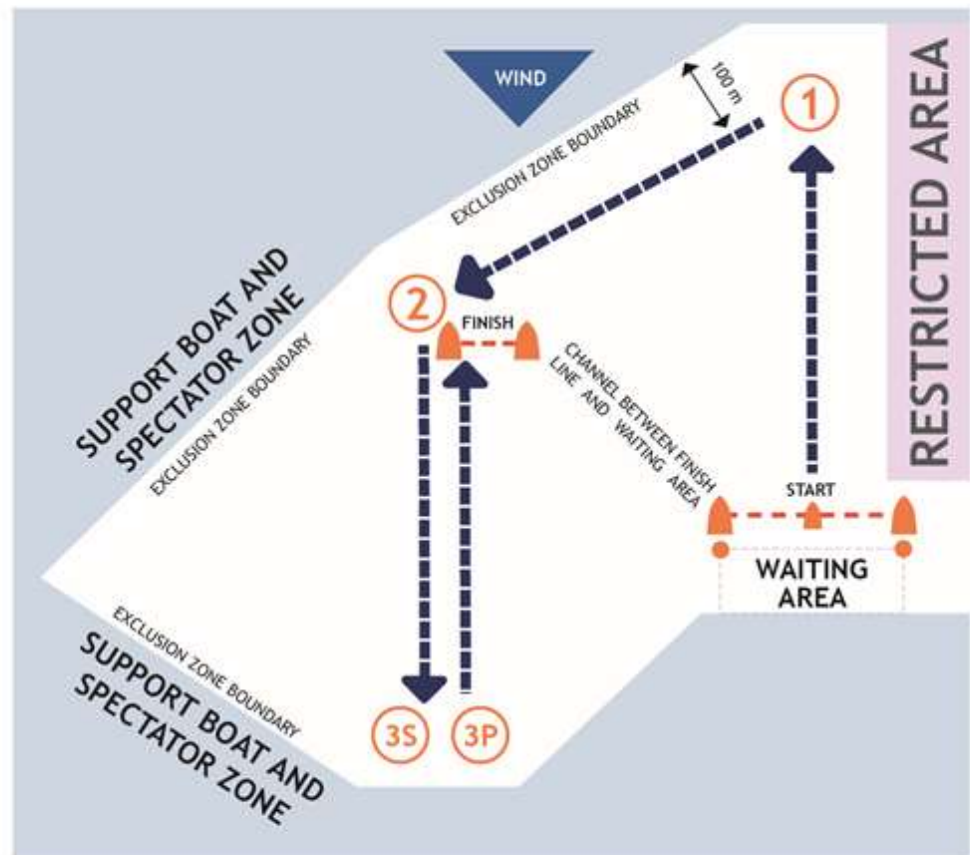 WIND
100 m
1
EXCLUSION ZONE BOUNDARY
RESTRICTED AREA
2
FINISH
SUPPORT BOAT AND
SPECTATOR ZONE
EXCLUSION ZONE BOUNDARY
CHANNEL BETWEEN FINISH
LINE AND WAITING AREA
START
WAITING
AREA
EXCLUSION ZONE BOUNDARY
SUPPORT BOAT AND
SPECTATOR ZONE
3S
3P